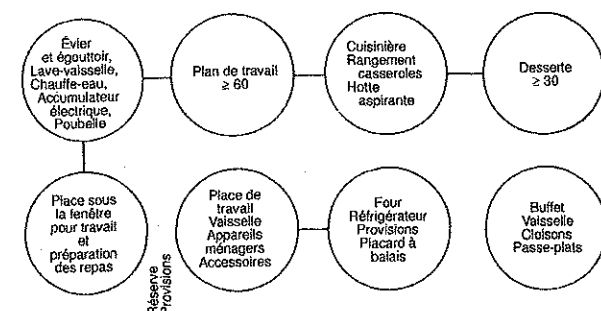 Évier
et égouttoir,
Lave-vaisselle,
Chauffe-eau,
Accumulateur
électrique,
Poubelle
Plan de travail
≥ 60
Cuisinière
Rangement
casseroles
Hotte
aspirante
Desserte
≥ 30
Place sous
la fenêtre
pour travail
et
préparation
des repas
Réserve
Provisions
Place de
travail
Vaisselle
Appareils
ménagers
Accessoires
Four
Réfrigérateur
Provisions
Placard à
balais
Buffet
Vaisselle
Cloisons
Passe-plats